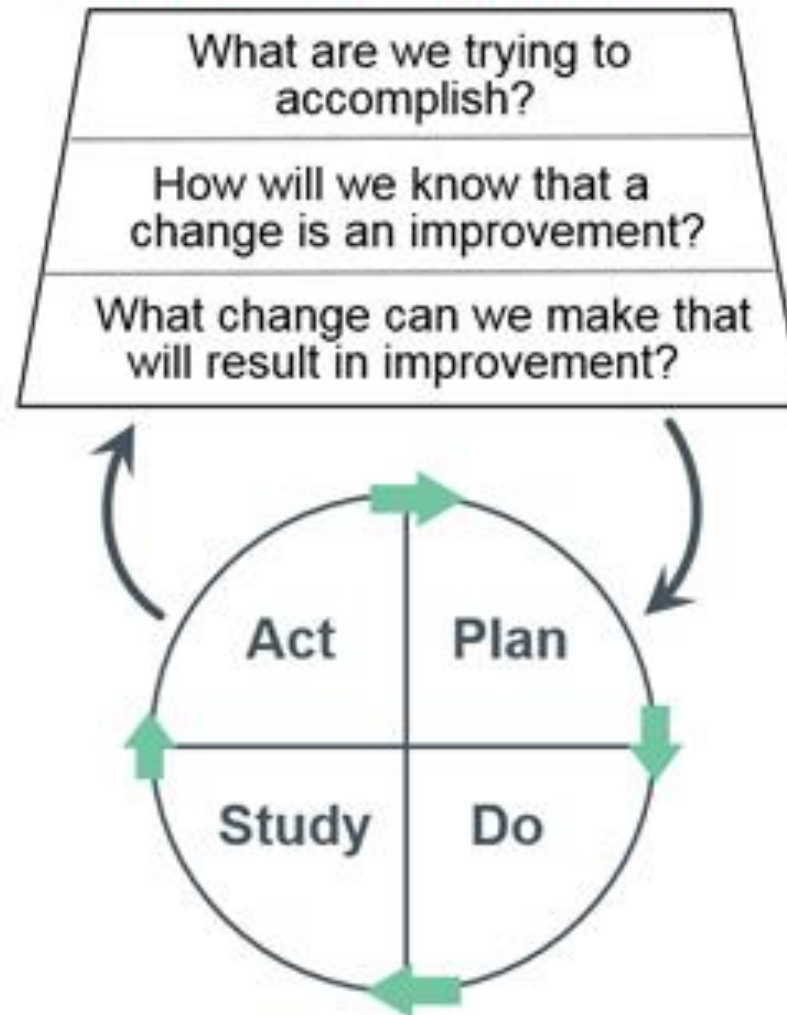 What are we trying to
accomplish?
How will we know that a
change is an improvement?
What change can we make that
will result in improvement?
Act
Plan
Study
Do